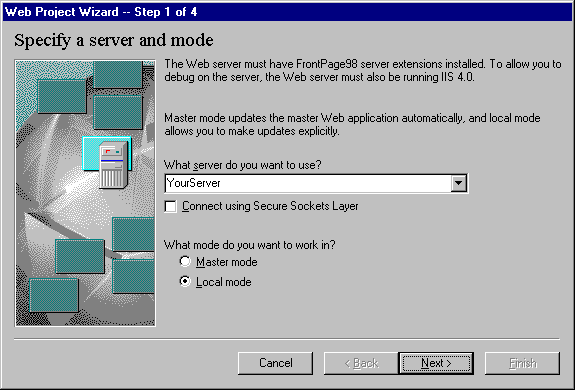 Web Project Wizard -- Step 1 of 4
Specify a server and mode
The Web server must have FrontPage98 server extensions installed. To allow you to
debug on the server, the Web server must also be running IIS 4.0.
Master mode updates the master Web application automatically, and local mode
allows you to make updates explicitly.
What server do you want to use?
YourServer
Connect using Secure Sockets Layer
What mode do you want to work in?
Master mode
Local mode
Cancel
< Back
Next >
Finish